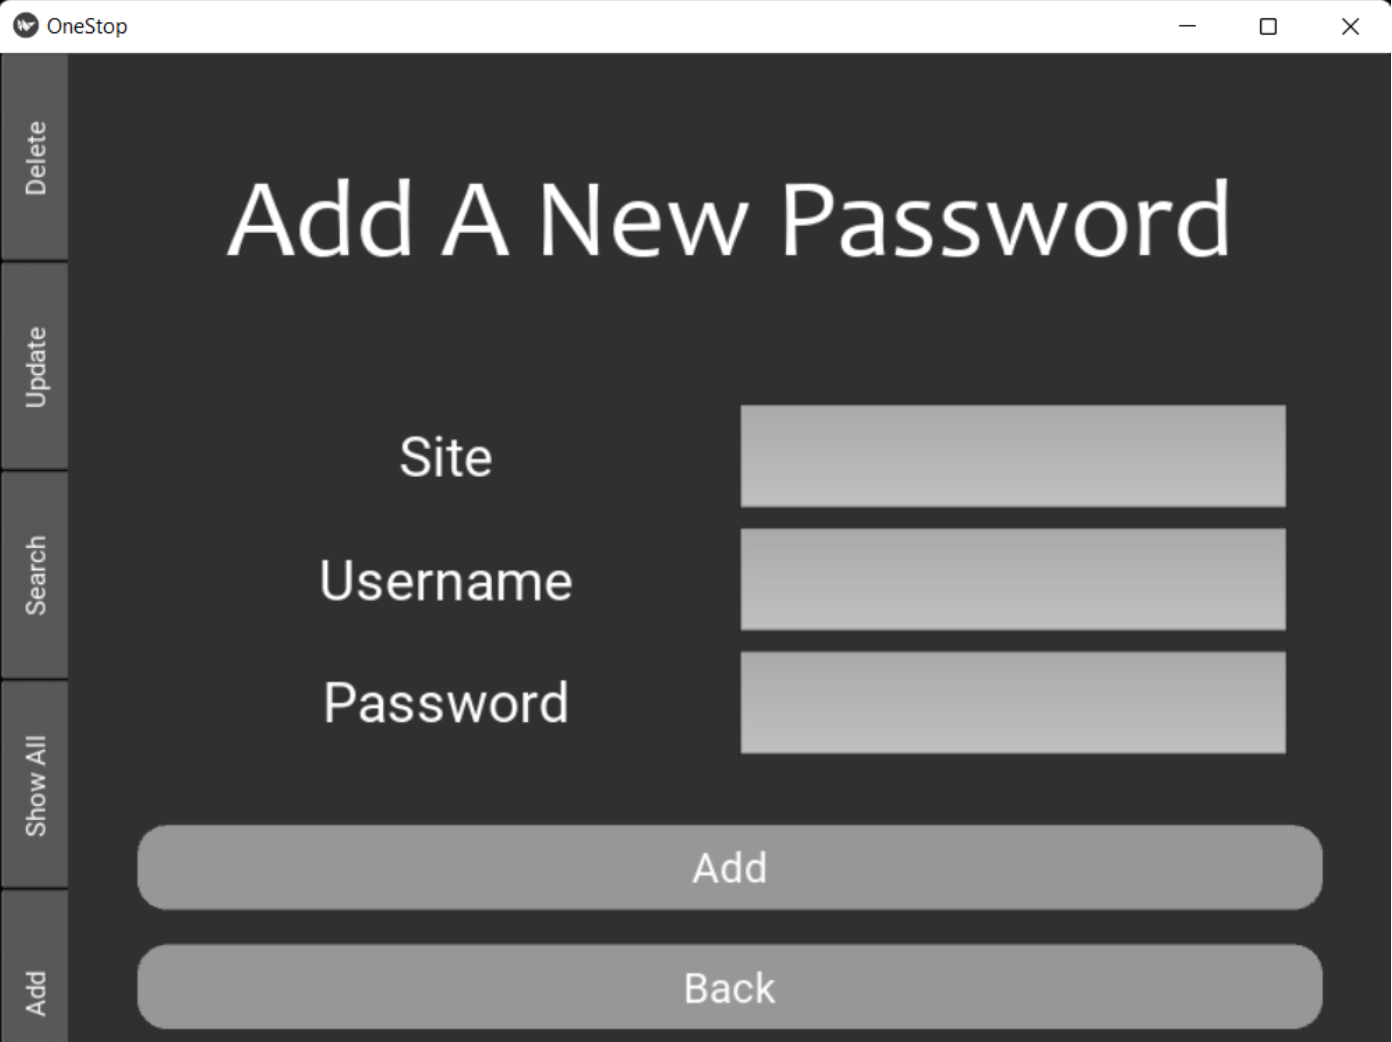 OneStop
Delete
Update
Search
Show All
Add
Add A New Password
Site
Username
Password
Add
Back